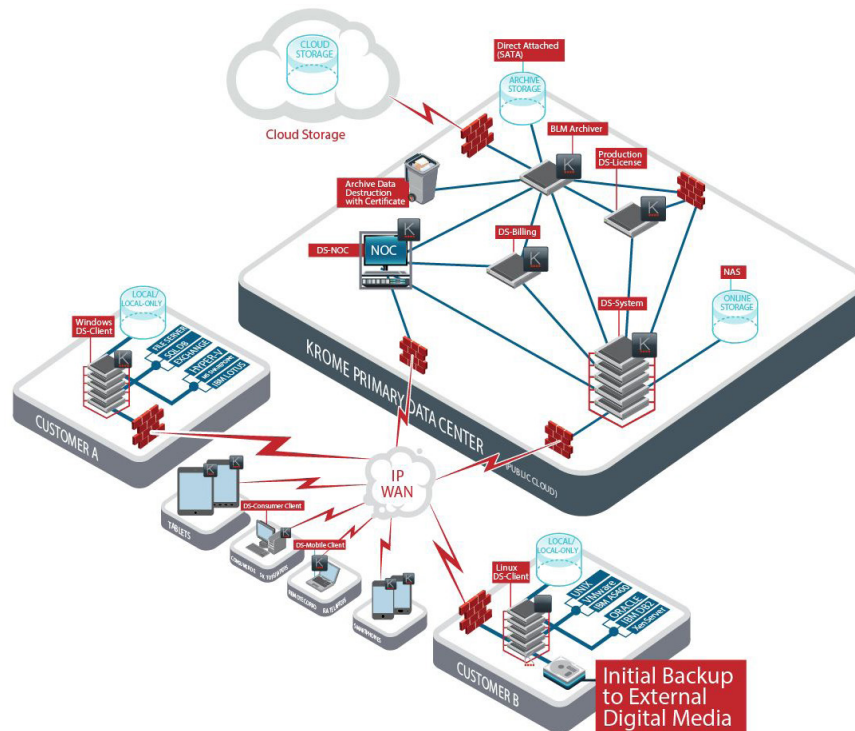 CLOUD
STORAGE
Cloud Storage
Direct Attached
(SATA)
ARCHIVE
STORAGE
BLM Archiver
Production
DS-License
Archive Data
Destruction
with Certificate
DS-NOC
NOC
DS-Billing
DS-System
NAS
ONLINE
STORAGE
KROME PRIMARY DATA CENTER
(PUBLIC CLOUD)
LOCAL/
LOCAL-ONLY
Windows
DS-Client
FILE SERVER
SQL DB
EXCHANGE
HYPER-V
IBM LOTUS
CUSTOMER A
IP
WAN
TABLETS
DS-Consumer Client
DS-Mobile Client
SMARTPHONES
LOCAL/
LOCAL-ONLY
Linux
DS-Client
UNIX
VMware
IBM AS400
ORACLE
IBM DB2
XenServer
CUSTOMER B
Initial Backup
to External
Digital Media